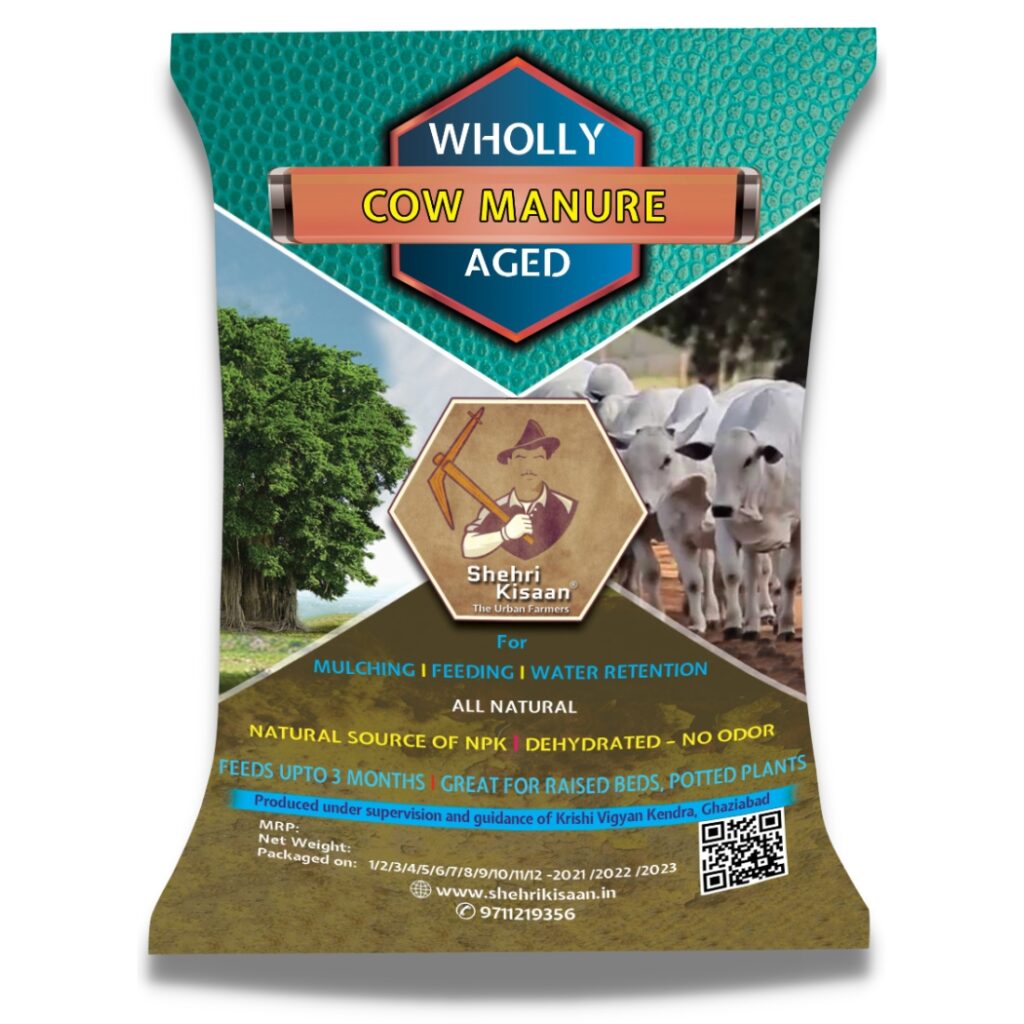 WHOLLY
COW MANURE
AGED
Shehri
Kisaan®
The Urban Farmers
For
MULCHING | FEEDING | WATER RETENTION
ALL NATURAL
NATURAL SOURCE OF NPK | DEHYDRATED - NO ODOR
FEEDS UPTO 3 MONTHS | GREAT FOR RAISED BEDS, POTTED PLANTS
Produced under supervision and guidance of Krishi Vigyan Kendra, Ghaziabad
MRP:
Net Weight:
Packaged on: 1/2/3/4/5/6/7/8/9/10/11/12 -2021 /2022 /2023
www.shehrikisaan.in
9711219356